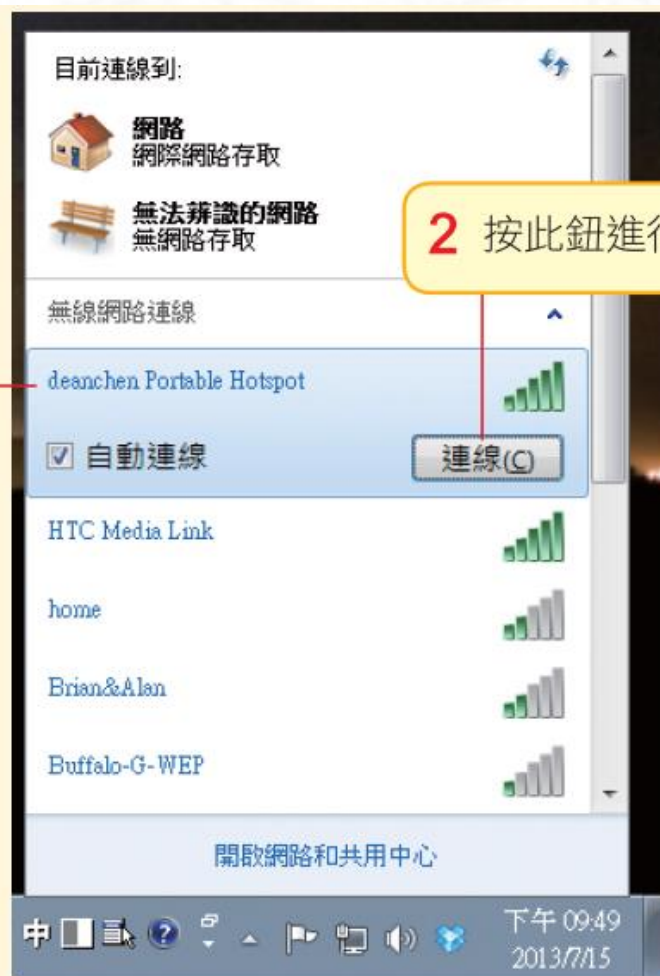 目前連線到:
網路
網際網路存取
無法辨識的網路
無網路存取
2 按此鈕進行
無線網路連線
deanchen Portable Hotspot
自動連線
連線(C)
HTC Media Link
home
Brian&Alan
Buffalo-G-WEP
開啟網路和共用中心
中
下午 09:49
2013/7/15